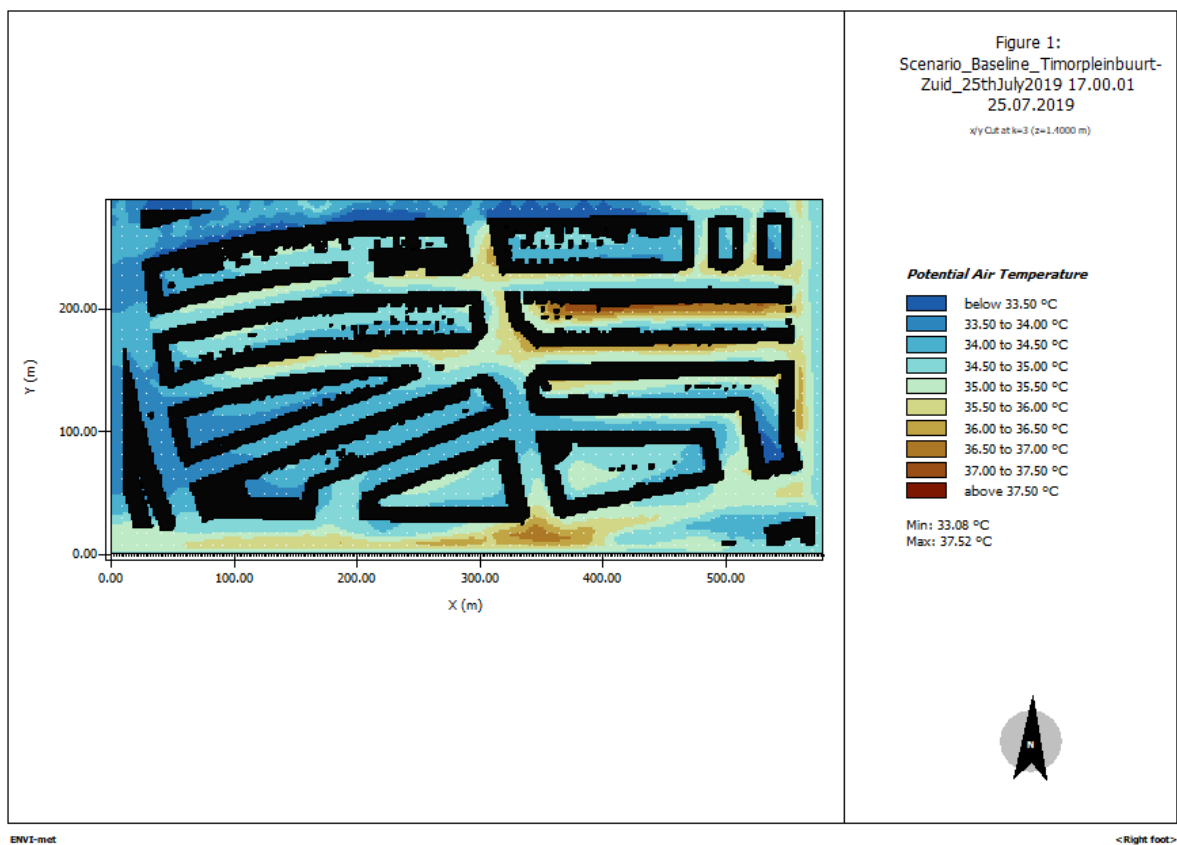 Figure 1:
Scenario_Baseline_Timorpleinbuurt-
Zuid_25thJuly2019 17.00.01
25.07.2019
x/y Cut at k=3 (z=1.4000 m)
Y (m)
200.00
100.00
0.00
0.00 100.00 200.00 300.00 400.00 500.00
X (m)
Potential Air Temperature
below 33.50 °C
33.50 to 34.00 °C
34.00 to 34.50 °C
34.50 to 35.00 °C
35.00 to 35.50 °C
35.50 to 36.00 °C
36.00 to 36.50 °C
36.50 to 37.00 °C
37.00 to 37.50 °C
above 37.50 °C
Min: 33.08 °C
Max: 37.52 °C
N
ENVI-met
<Right foot>